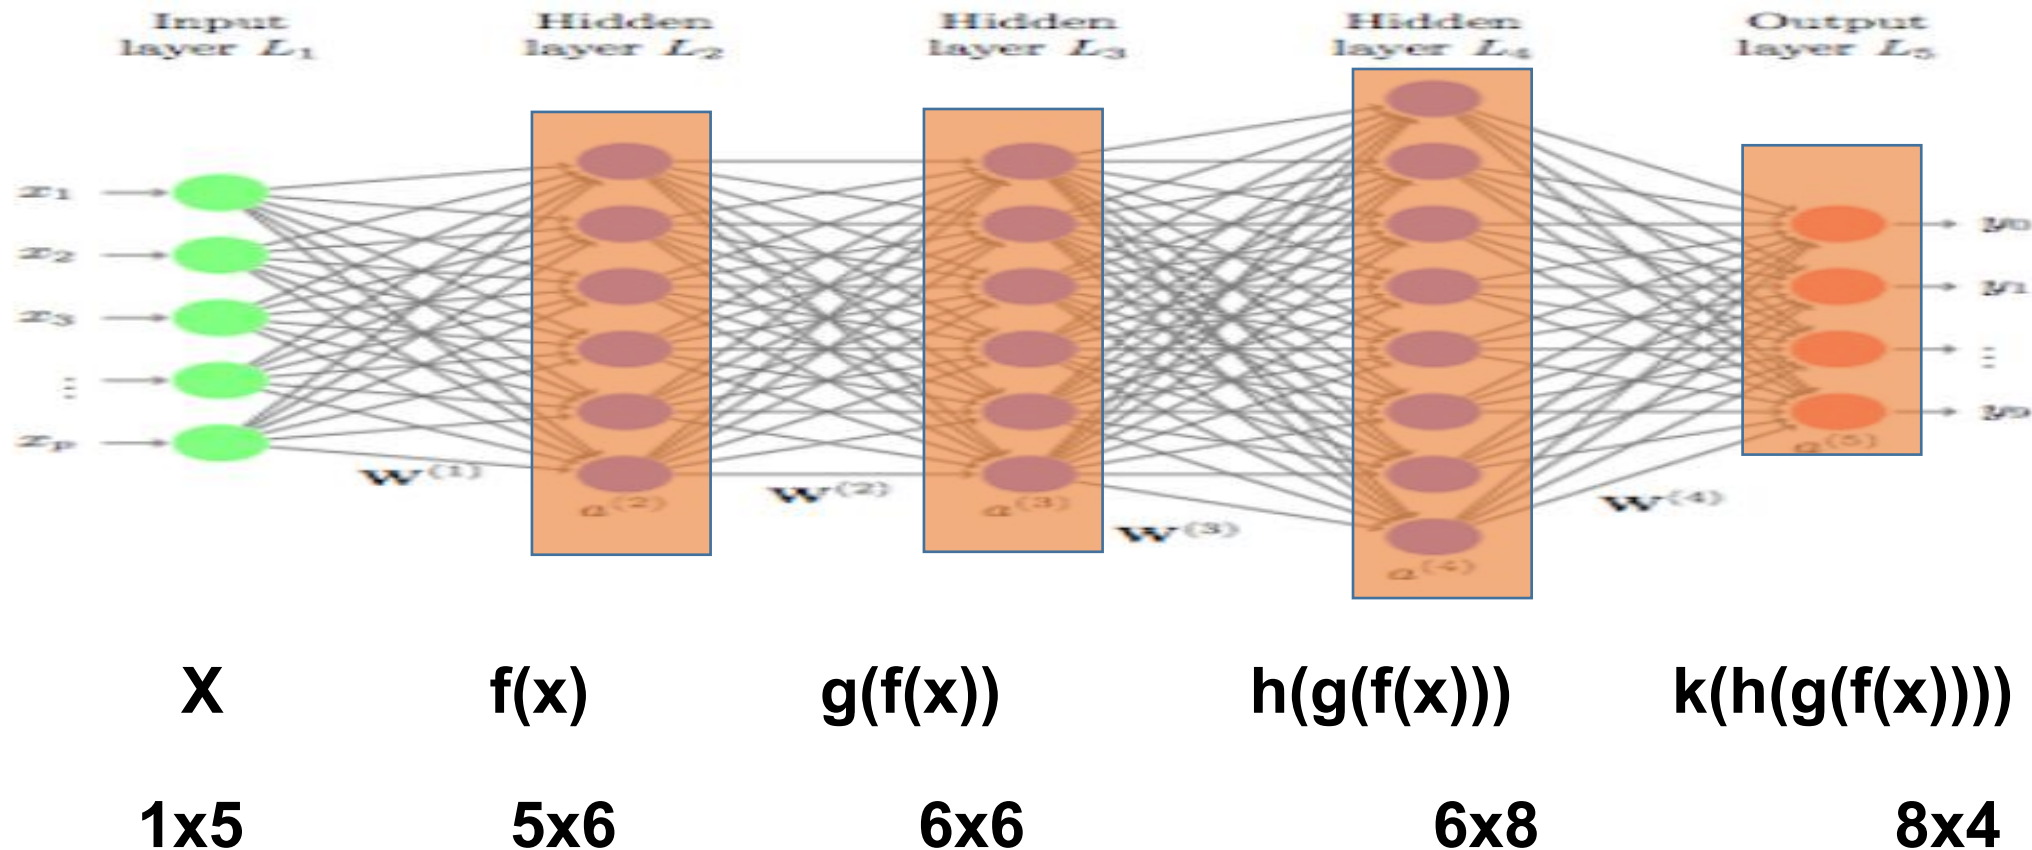 Input
layer L₁
Hidden
layer L₂
Hidden
layer L₃
Hidden
layer L₄
Output
layer L₅
x₁
x₂
x₃
⋮
xₚ
y₀
y₁
⋮
y₉
W⁽¹⁾
a⁽²⁾
W⁽²⁾
a⁽³⁾
W⁽³⁾
a⁽⁴⁾
W⁽⁴⁾
a⁽⁵⁾
X f(x) g(f(x)) h(g(f(x))) k(h(g(f(x))))
1x5 5x6 6x6 6x8 8x4